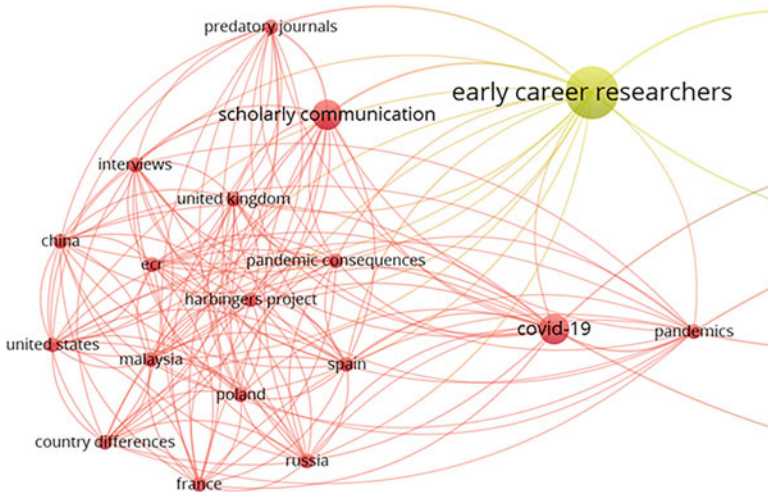 predatory journals
early career researchers
scholarly communication
interviews
united kingdom
china
ecr
pandemic consequences
harbingers project
covid-19
pandemics
united states
malaysia
spain
poland
country differences
russia
france